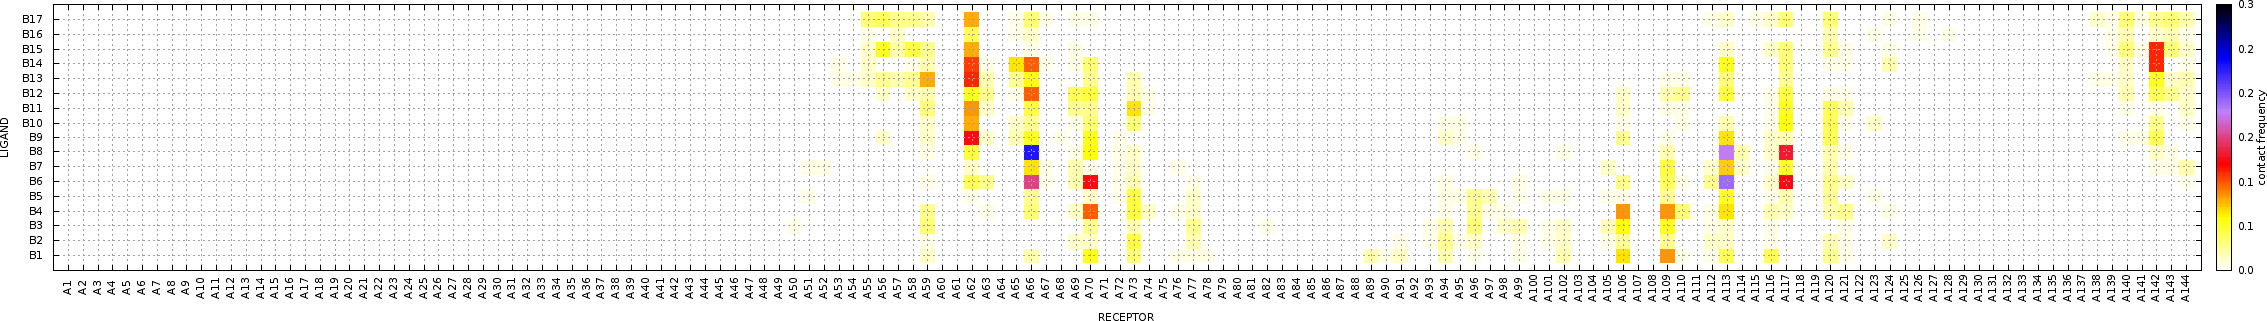 B17
B16
B15
B14
B13
B12
B11
B10
B9
B8
B7
B6
B5
B4
B3
B2
B1
LIGAND
A1 A2 A3 A4 A5 A6 A7 A8 A9 A10 A11 A12 A13 A14 A15 A16 A17 A18 A19 A20 A21 A22 A23 A24 A25 A26 A27 A28 A29 A30 A31 A32 A33 A34 A35 A36 A37 A38 A39 A40 A41 A42 A43 A44 A45 A46 A47 A48 A49 A50 A51 A52 A53 A54 A55 A56 A57 A58 A59 A60 A61 A62 A63 A64 A65 A66 A67 A68 A69 A70 A71 A72 A73 A74 A75 A76 A77 A78 A79 A80 A81 A82 A83 A84 A85 A86 A87 A88 A89 A90 A91 A92 A93 A94 A95 A96 A97 A98 A99 A100 A101 A102 A103 A104 A105 A106 A107 A108 A109 A110 A111 A112 A113 A114 A115 A116 A117 A118 A119 A120 A121 A122 A123 A124 A125 A126 A127 A128 A129 A130 A131 A132 A133 A134 A135 A136 A137 A138 A139 A140 A141 A142 A143 A144
RECEPTOR
0.3
0.2
0.2
0.1
0.1
0.0
contact frequency